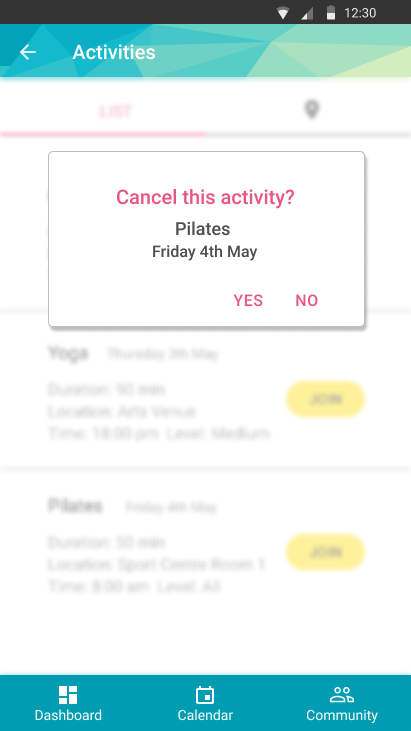 12:30
Activities
LIST
Cancel this activity?
Pilates
Friday 4th May
YES NO
Yoga Thursday 3th May
Duration: 90 min
JOIN
Location: Arts Venue
Time: 18:00 pm Level: Medium
Pilates Friday 4th May
Duration: 50 min
JOIN
Location: Sport Centre Room 1
Time: 8:00 am Level: All
Dashboard Calendar Community